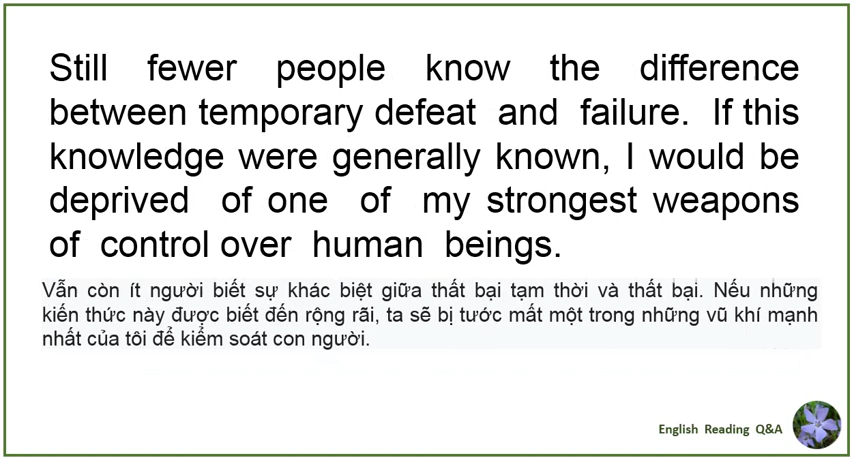 Still fewer people know the difference
between temporary defeat and failure. If this
knowledge were generally known, I would be
deprived of one of my strongest weapons
of control over human beings.
Vẫn còn ít người biết sự khác biệt giữa thất bại tạm thời và thất bại. Nếu những
kiến thức này được biết đến rộng rãi, ta sẽ bị tước mất một trong những vũ khí mạnh
nhất của tôi để kiểm soát con người.
English Reading Q&A